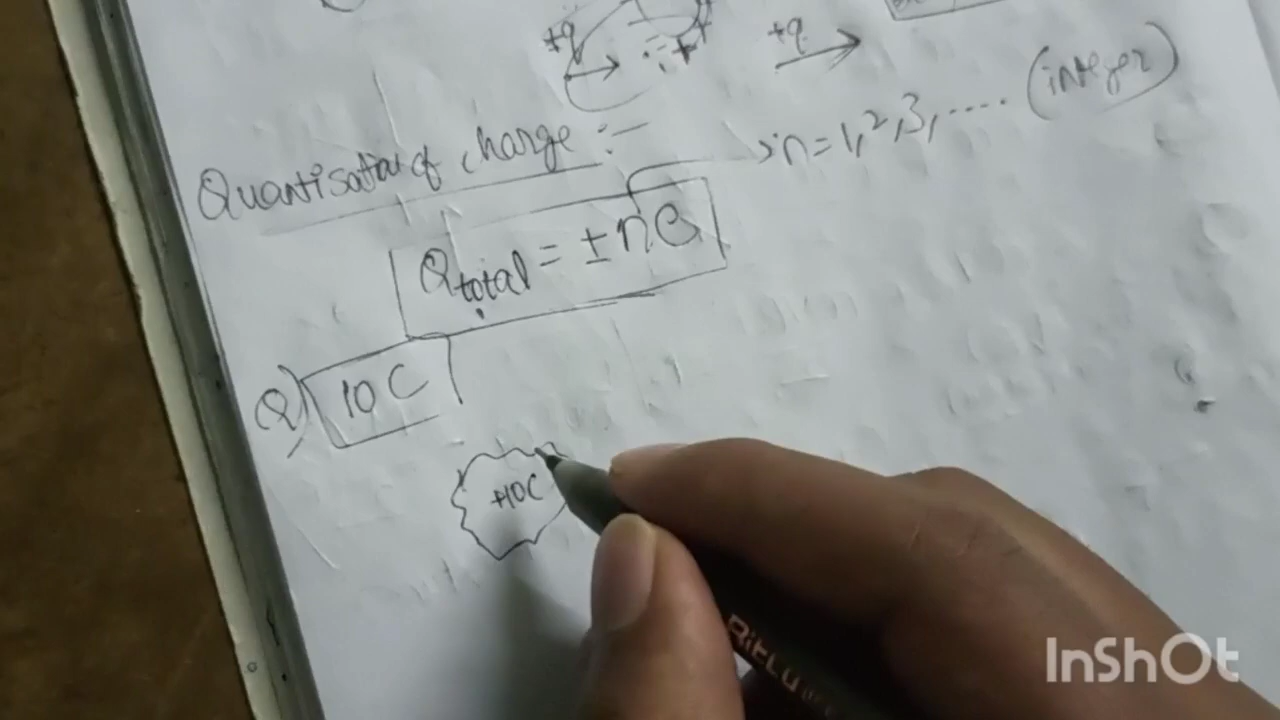 +q +q
Quantisation of charge :-
n=1,2,3,..... (integer)
Qtotal = ±ne
Q) 10 C
+10C
InShOt